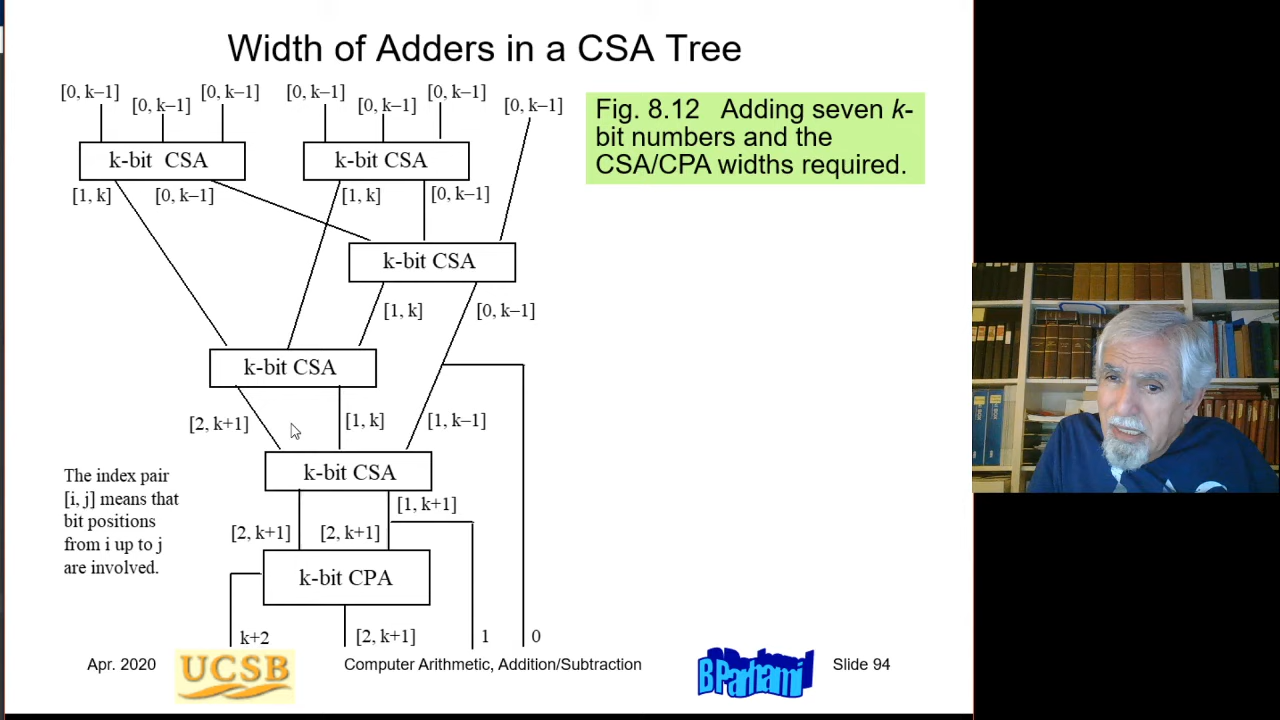 Width of Adders in a CSA Tree
[0, k–1] [0, k–1] [0, k–1] [0, k–1] [0, k–1] [0, k–1] [0, k–1]
Fig. 8.12 Adding seven k-
bit numbers and the
CSA/CPA widths required.
k-bit CSA k-bit CSA
[1, k] [0, k–1] [1, k] [0, k–1]
k-bit CSA
[1, k] [0, k–1]
k-bit CSA
[2, k+1] [1, k] [1, k–1]
k-bit CSA
The index pair
[i, j] means that
bit positions
from i up to j
are involved.
[1, k+1]
[2, k+1] [2, k+1]
k-bit CPA
k+2 [2, k+1] 1 0
Apr. 2020 UCSB Computer Arithmetic, Addition/Subtraction B Parhami Slide 94